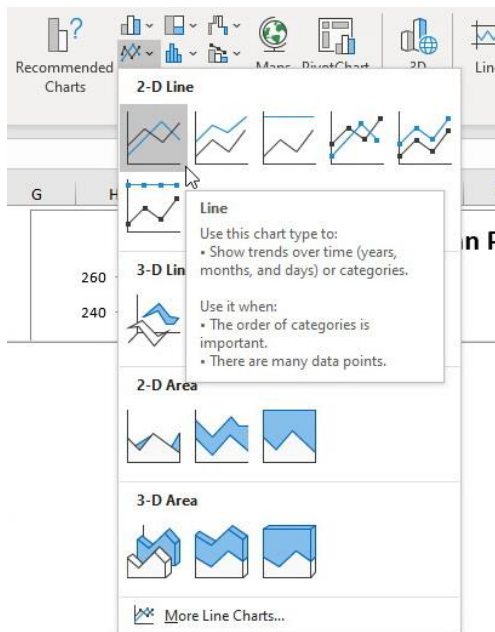 Recommended
Charts
Maps PivotChart 3D
Lin
2-D Line
G H
Line
Use this chart type to:
• Show trends over time (years,
months, and days) or categories.
Use it when:
• The order of categories is
important.
• There are many data points.
n P
260
240
3-D Lin
2-D Area
3-D Area
More Line Charts...